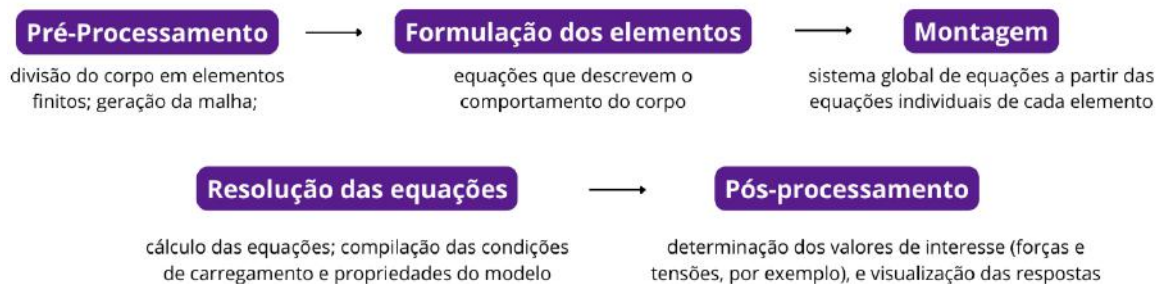 Pré-Processamento
divisão do corpo em elementos
finitos; geração da malha;
Formulação dos elementos
equações que descrevem o
comportamento do corpo
Montagem
sistema global de equações a partir das
equações individuais de cada elemento
Resolução das equações
cálculo das equações; compilação das condições
de carregamento e propriedades do modelo
Pós-processamento
determinação dos valores de interesse (forças e
tensões, por exemplo), e visualização das respostas